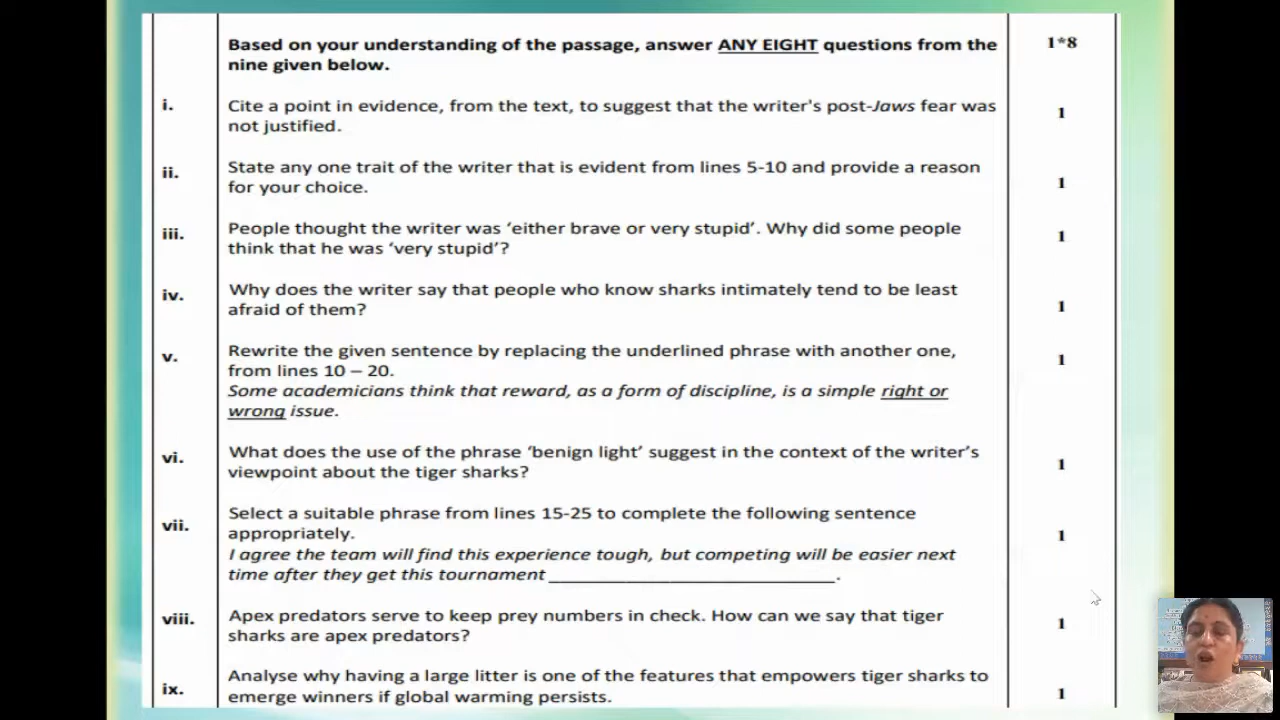 Based on your understanding of the passage, answer ANY EIGHT questions from the 1*8
nine given below.
i. Cite a point in evidence, from the text, to suggest that the writer's post-Jaws fear was 1
not justified.
ii. State any one trait of the writer that is evident from lines 5-10 and provide a reason 1
for your choice.
iii. People thought the writer was ‘either brave or very stupid’. Why did some people 1
think that he was ‘very stupid’?
iv. Why does the writer say that people who know sharks intimately tend to be least 1
afraid of them?
v. Rewrite the given sentence by replacing the underlined phrase with another one, 1
from lines 10 – 20.
Some academicians think that reward, as a form of discipline, is a simple right or
wrong issue.
vi. What does the use of the phrase ‘benign light’ suggest in the context of the writer’s 1
viewpoint about the tiger sharks?
vii. Select a suitable phrase from lines 15-25 to complete the following sentence 1
appropriately.
I agree the team will find this experience tough, but competing will be easier next
time after they get this tournament ______________________________.
viii. Apex predators serve to keep prey numbers in check. How can we say that tiger 1
sharks are apex predators?
ix. Analyse why having a large litter is one of the features that empowers tiger sharks to 1
emerge winners if global warming persists.